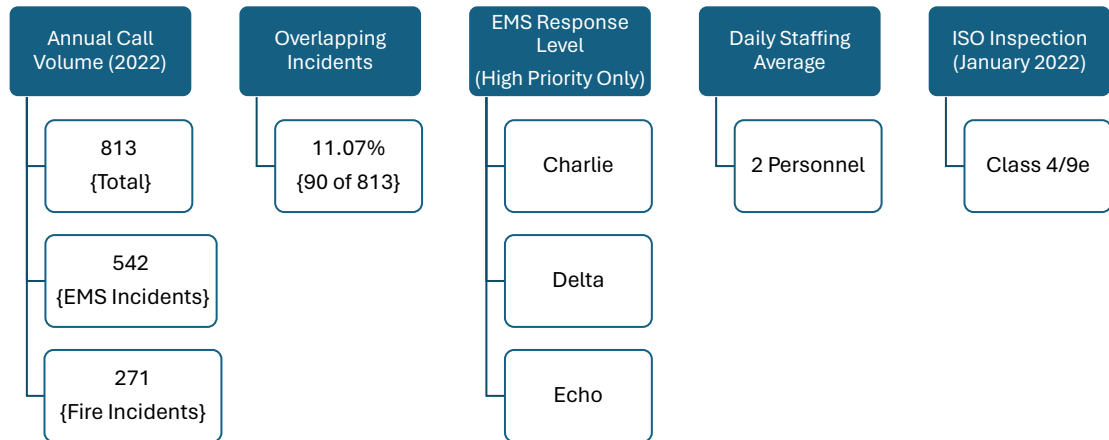 Annual Call
Volume (2022)
813
{Total}
542
{EMS Incidents}
271
{Fire Incidents}
Overlapping
Incidents
11.07%
{90 of 813}
EMS Response
Level
(High Priority Only)
Charlie
Delta
Echo
Daily Staffing
Average
2 Personnel
ISO Inspection
(January 2022)
Class 4/9e